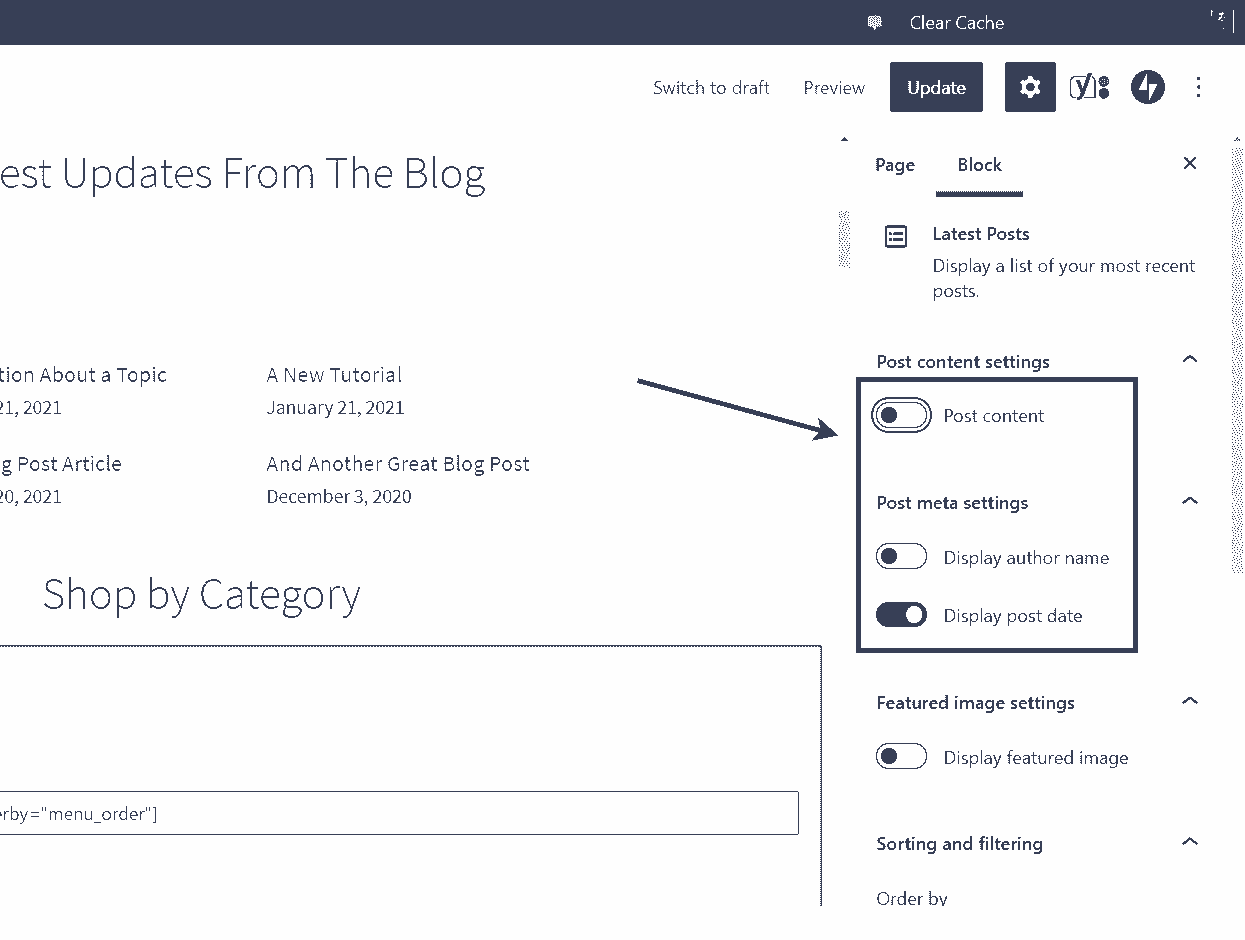 Clear Cache
Switch to draft Preview Update
est Updates From The Blog
Page Block
Latest Posts
Display a list of your most recent
posts.
tion About a Topic A New Tutorial
21, 2021 January 21, 2021
g Post Article And Another Great Blog Post
20, 2021 December 3, 2020
Shop by Category
erby="menu_order"]
Post content settings
Post content
Post meta settings
Display author name
Display post date
Featured image settings
Display featured image
Sorting and filtering
Order by